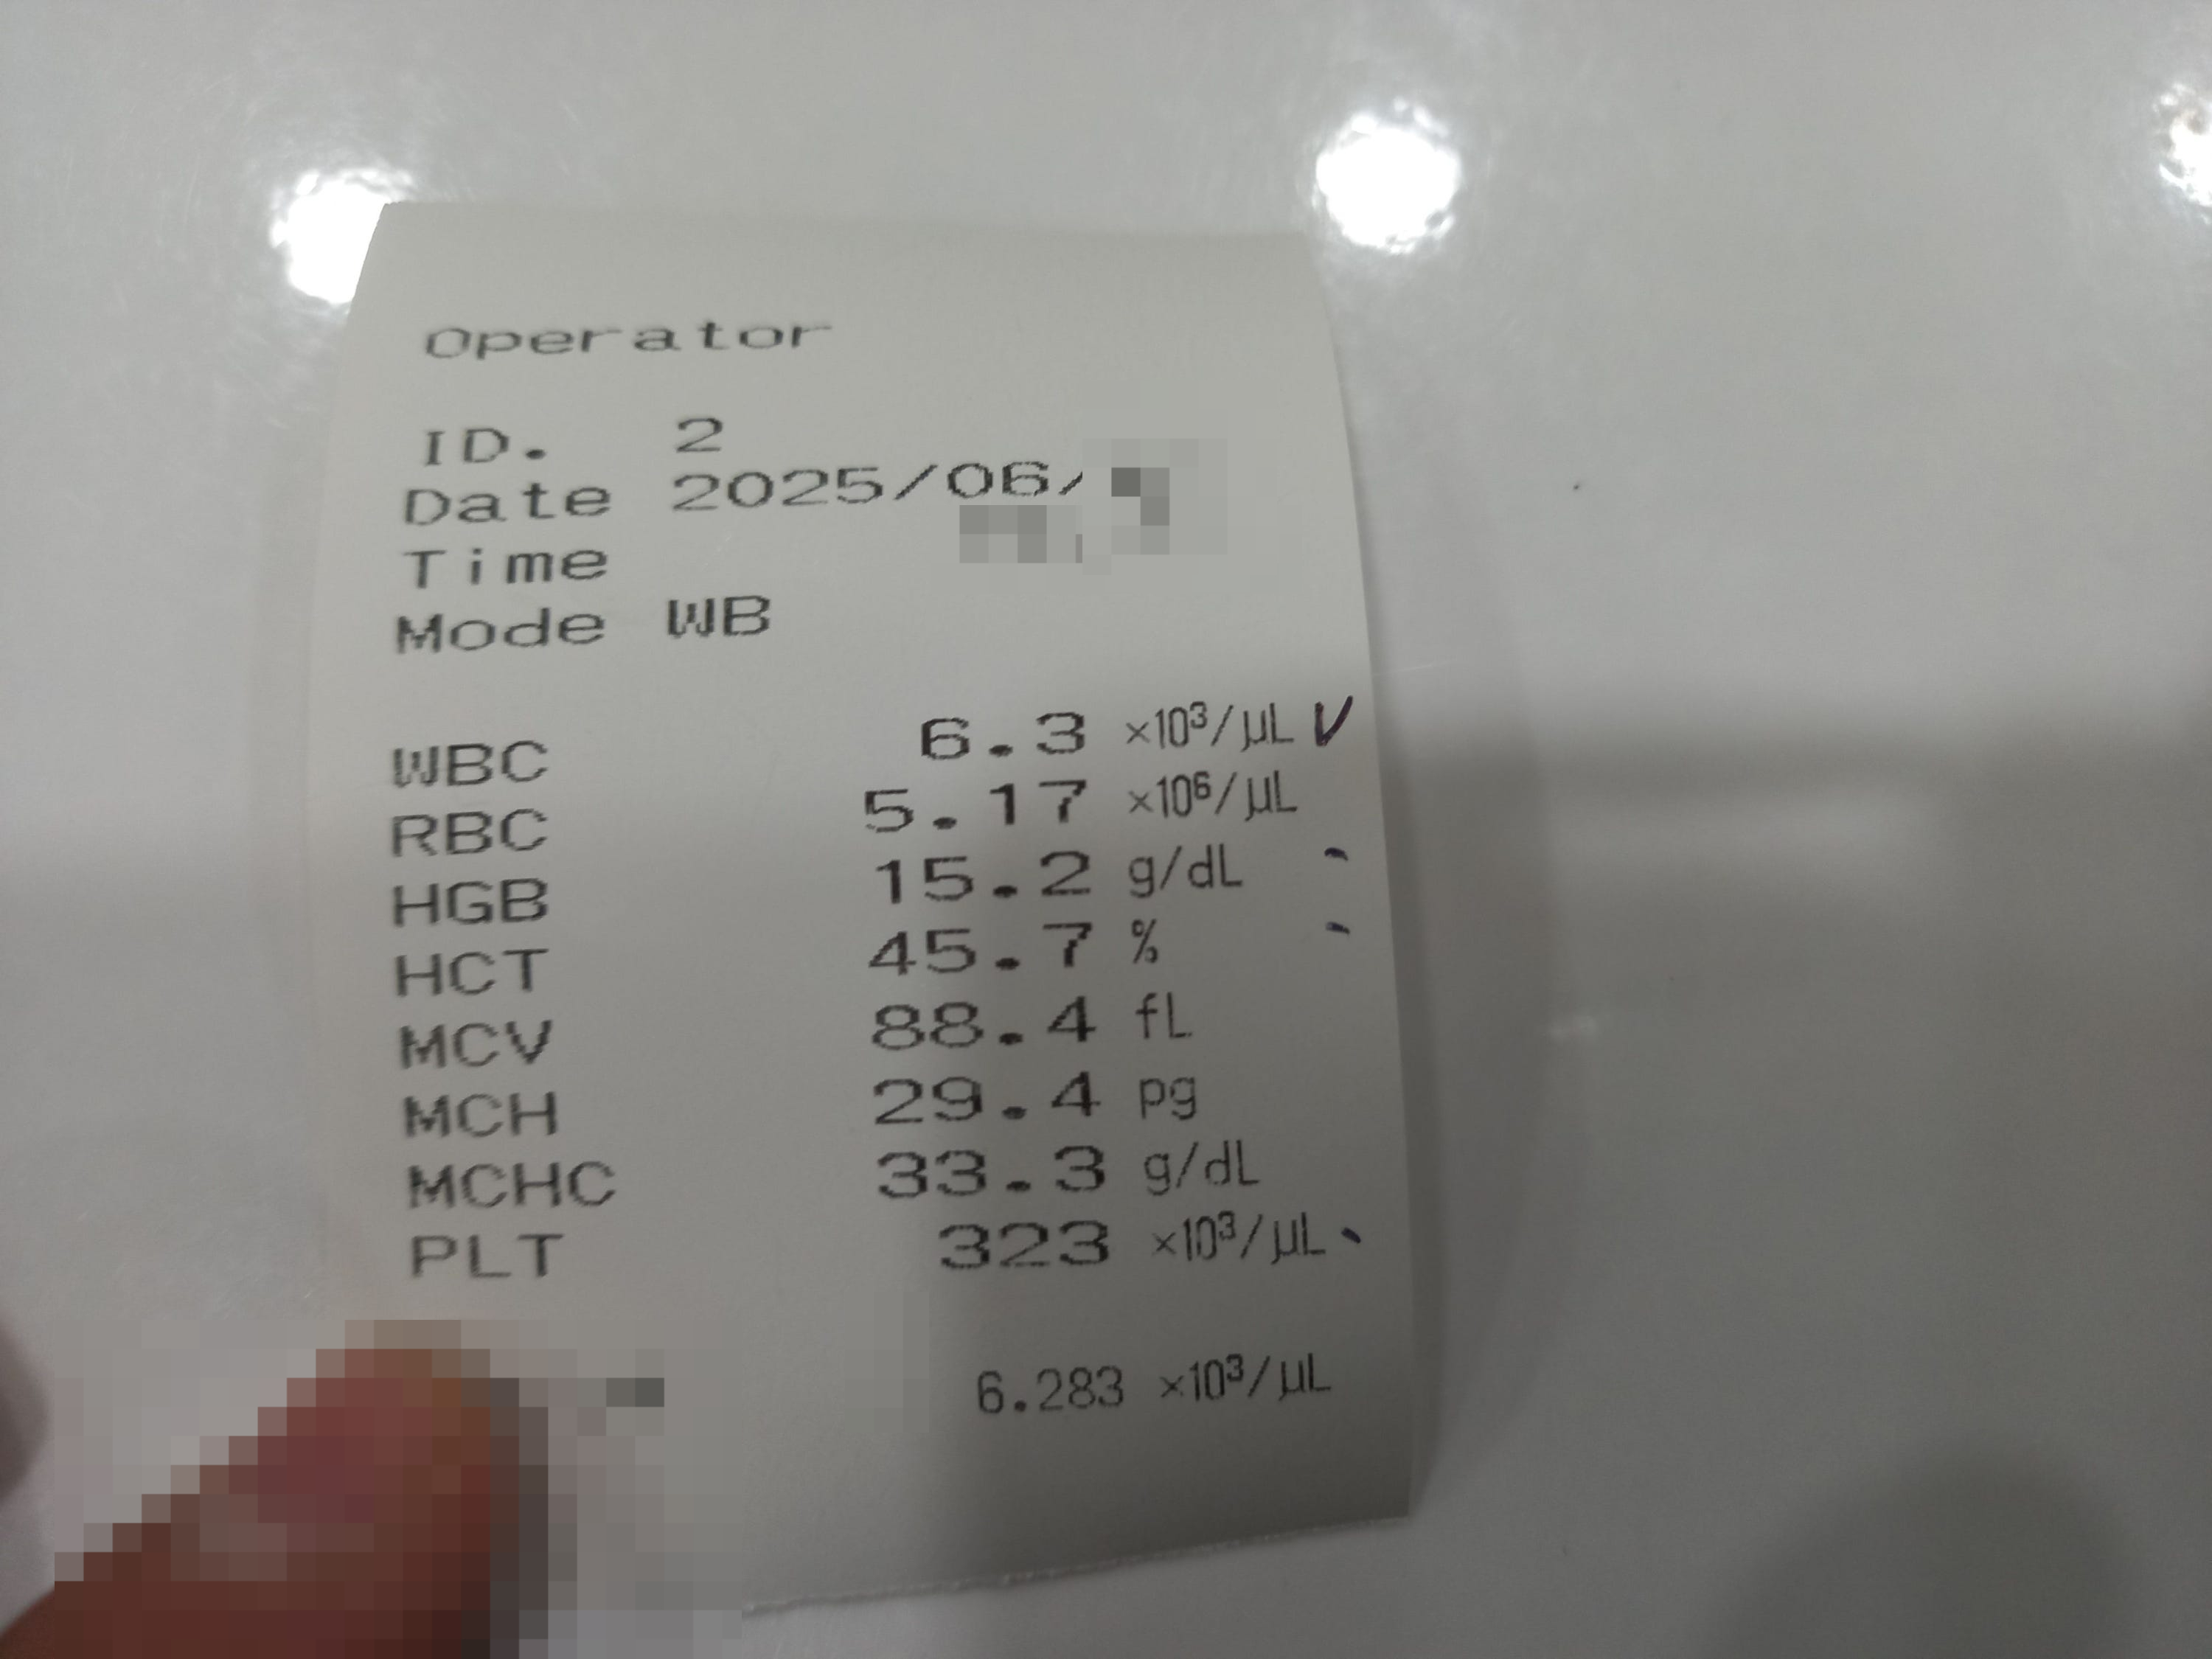 Operator
ID. 2
Date 2025/06/
Time
Mode WB
WBC 6.3 ×10³/µL V
RBC 5.17 ×10⁶/µL
HGB 15.2 g/dL
HCT 45.7 %
MCV 88.4 fL
MCH 29.4 pg
MCHC 33.3 g/dL
PLT 323 ×10³/µL
6.283 ×10³/µL